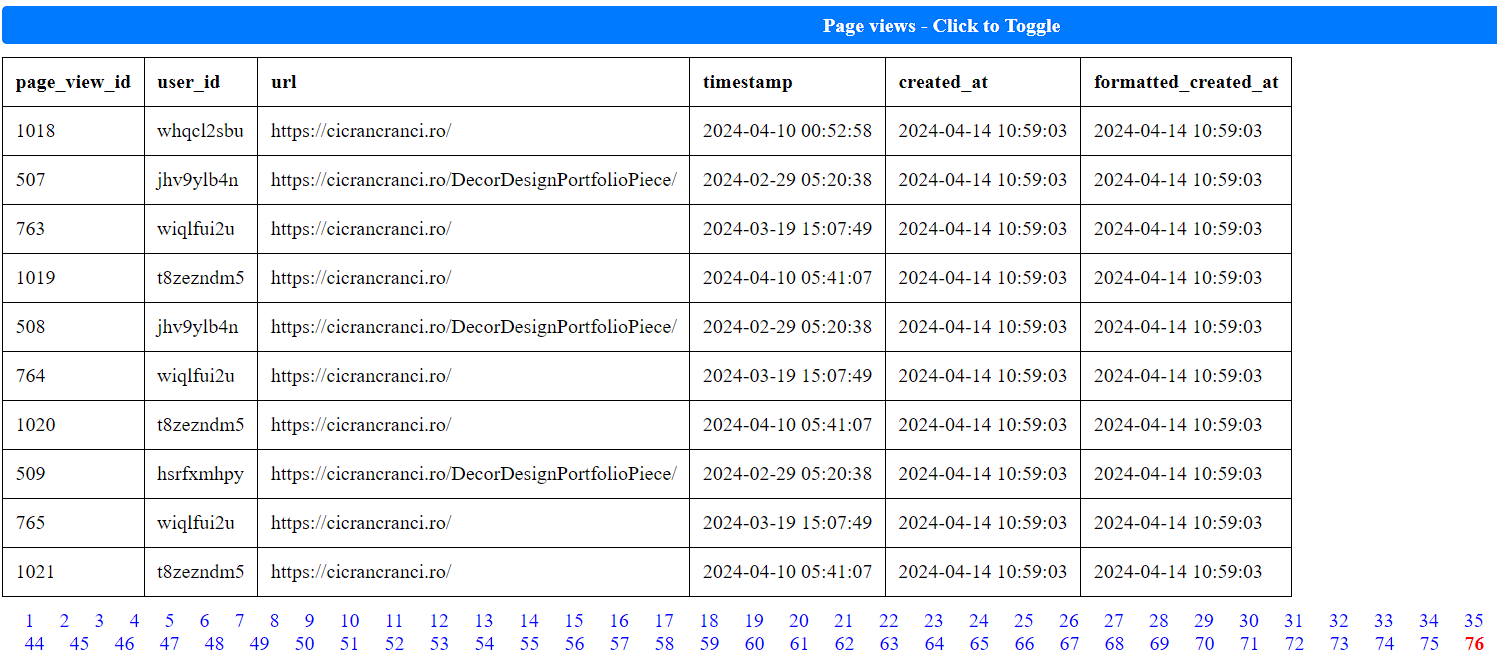 Page views - Click to Toggle
page_view_id user_id url timestamp created_at formatted_created_at
1018 whqcl2sbu https://cicrancranci.ro/ 2024-04-10 00:52:58 2024-04-14 10:59:03 2024-04-14 10:59:03
507 jhv9ylb4n https://cicrancranci.ro/DecorDesignPortfolioPiece/ 2024-02-29 05:20:38 2024-04-14 10:59:03 2024-04-14 10:59:03
763 wiqlfui2u https://cicrancranci.ro/ 2024-03-19 15:07:49 2024-04-14 10:59:03 2024-04-14 10:59:03
1019 t8zezndm5 https://cicrancranci.ro/ 2024-04-10 05:41:07 2024-04-14 10:59:03 2024-04-14 10:59:03
508 jhv9ylb4n https://cicrancranci.ro/DecorDesignPortfolioPiece/ 2024-02-29 05:20:38 2024-04-14 10:59:03 2024-04-14 10:59:03
764 wiqlfui2u https://cicrancranci.ro/ 2024-03-19 15:07:49 2024-04-14 10:59:03 2024-04-14 10:59:03
1020 t8zezndm5 https://cicrancranci.ro/ 2024-04-10 05:41:07 2024-04-14 10:59:03 2024-04-14 10:59:03
509 hsrfxmhpy https://cicrancranci.ro/DecorDesignPortfolioPiece/ 2024-02-29 05:20:38 2024-04-14 10:59:03 2024-04-14 10:59:03
765 wiqlfui2u https://cicrancranci.ro/ 2024-03-19 15:07:49 2024-04-14 10:59:03 2024-04-14 10:59:03
1021 t8zezndm5 https://cicrancranci.ro/ 2024-04-10 05:41:07 2024-04-14 10:59:03 2024-04-14 10:59:03
1 2 3 4 5 6 7 8 9 10 11 12 13 14 15 16 17 18 19 20 21 22 23 24 25 26 27 28 29 30 31 32 33 34 35
44 45 46 47 48 49 50 51 52 53 54 55 56 57 58 59 60 61 62 63 64 65 66 67 68 69 70 71 72 73 74 75 76